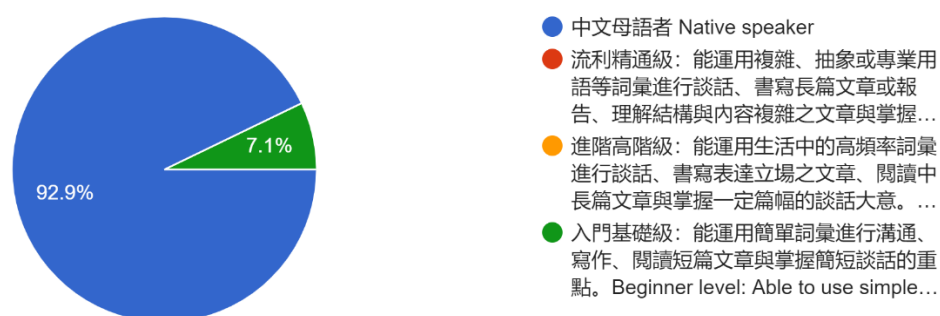 92.9%
7.1%
中文母語者 Native speaker
流利精通級：能運用複雜、抽象或專業用
語等詞彙進行談話、書寫長篇文章或報
告、理解結構與內容複雜之文章與掌握…
進階高階級：能運用生活中的高頻率詞彙
進行談話、書寫表達立場之文章、閱讀中
長篇文章與掌握一定篇幅的談話大意。…
入門基礎級：能運用簡單詞彙進行溝通、
寫作、閱讀短篇文章與掌握簡短談話的重
點。Beginner level: Able to use simple…